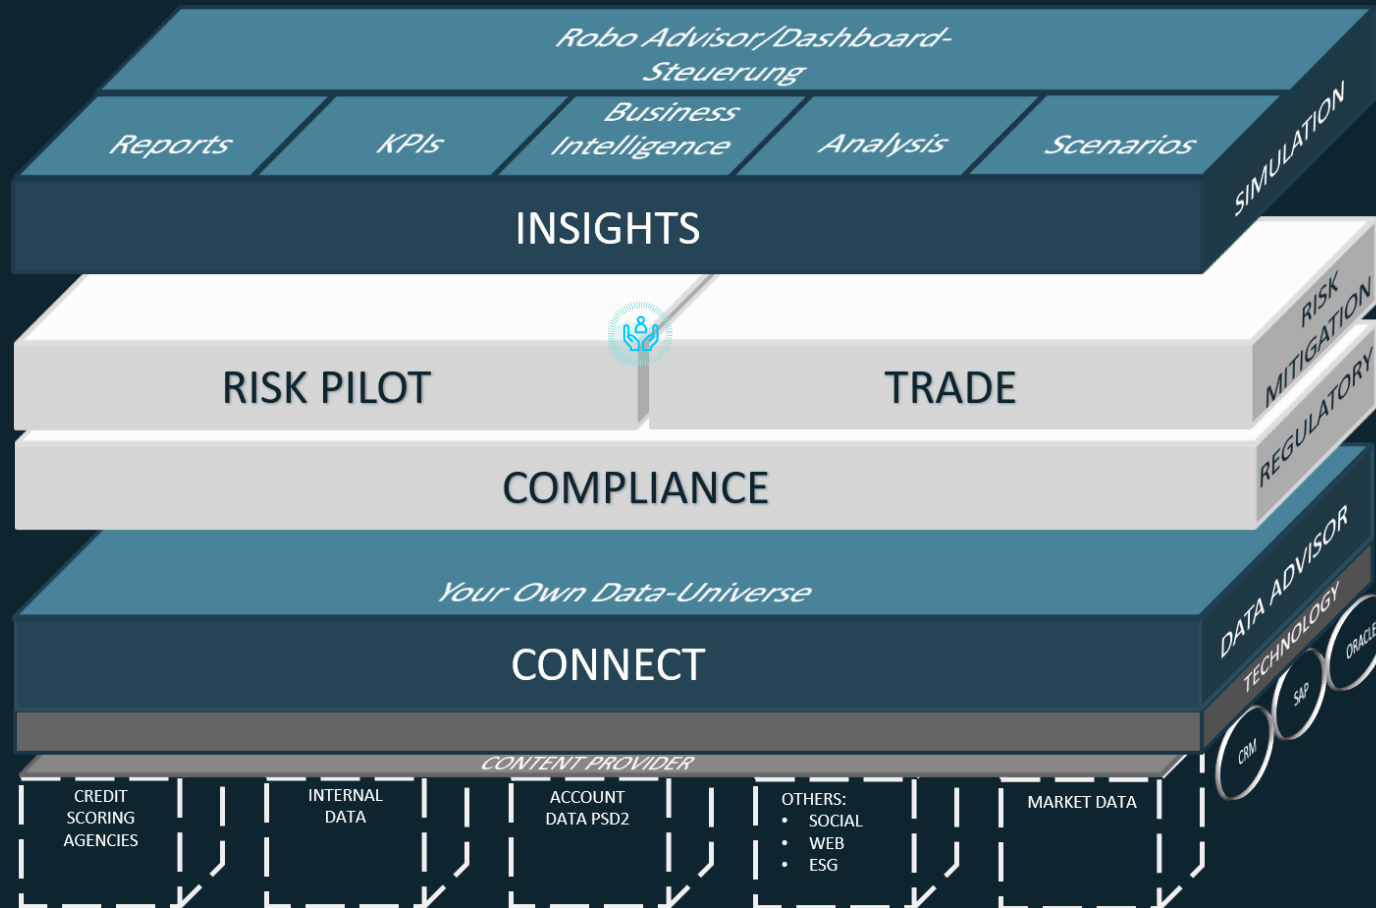 Robo Advisor/Dashboard-
Steuerung
Reports
KPIs
Business
Intelligence
Analysis
Scenarios
SIMULATION
INSIGHTS
RISK
MITIGATION
RISK PILOT
TRADE
REGULATORY
COMPLIANCE
Your Own Data-Universe
DATA ADVISOR
CONNECT
TECHNOLOGY
ORACLE
SAP
CRM
CONTENT PROVIDER
CREDIT
SCORING
AGENCIES
INTERNAL
DATA
ACCOUNT
DATA PSD2
OTHERS:
• SOCIAL
• WEB
• ESG
MARKET DATA